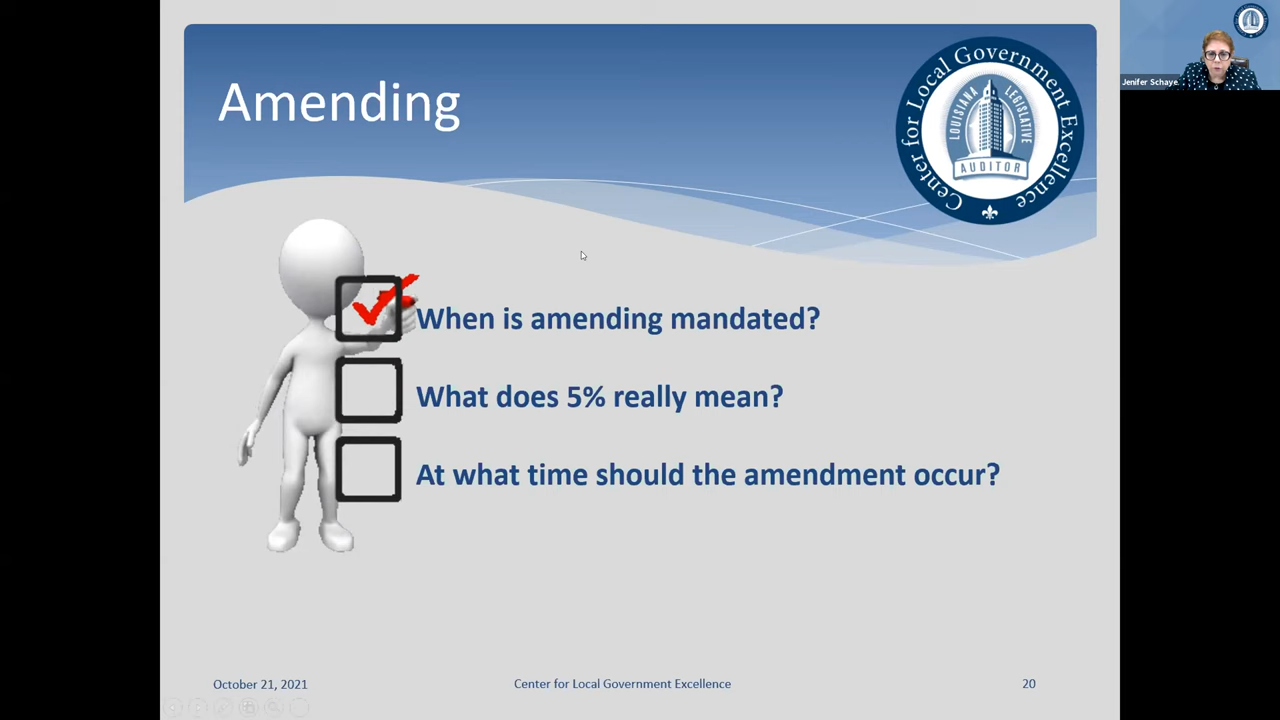 Amending
Center for Local Government Excellence
LOUISIANA LEGISLATIVE
AUDITOR
Jenifer Schaye
When is amending mandated?
What does 5% really mean?
At what time should the amendment occur?
October 21, 2021
Center for Local Government Excellence
20